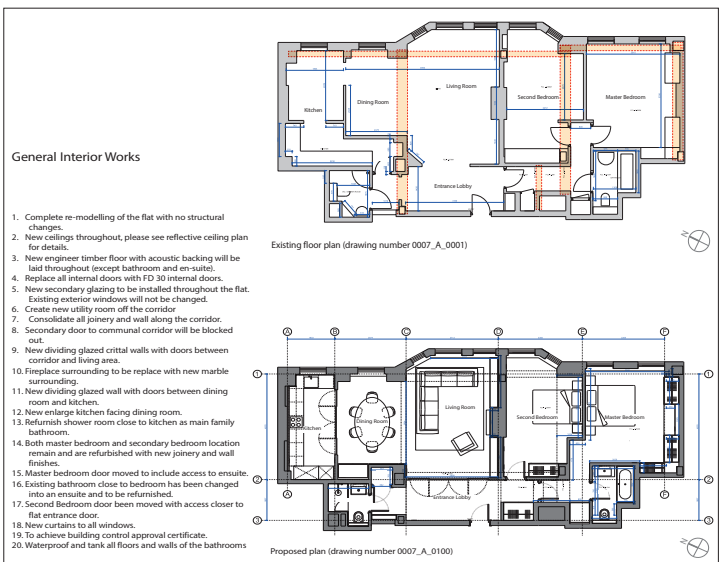 General Interior Works
1. Complete re-modelling of the flat with no structural
changes.
2. New ceilings throughout, please see reflective ceiling plan
for details.
3. New engineer timber floor with acoustic backing will be
laid throughout (except bathroom and en-suite).
4. Replace all internal doors with FD 30 internal doors.
5. New secondary glazing to be installed throughout the flat.
Existing exterior windows will not be changed.
6. Create new utility room off the corridor
7. Consolidate all joinery and wall along the corridor.
8. Secondary door to communal corridor will be blocked
out.
9. New dividing glazed crittal walls with doors between
corridor and living area.
10. Fireplace surrounding to be replace with new marble
surrounding.
11. New dividing glazed wall with doors between dining
room and kitchen.
12. New enlarge kitchen facing dining room.
13. Refurnish shower room close to kitchen as main family
bathroom.
14. Both master bedroom and secondary bedroom location
remain and are refurbished with new joinery and wall
finishes.
15. Master bedroom door moved to include access to ensuite.
16. Existing bathroom close to bedroom has been changed
into an ensuite and to be refurnished.
17. Second Bedroom door been moved with access closer to
flat entrance door.
18. New curtains to all windows.
19. To achieve building control approval certificate.
20. Waterproof and tank all floors and walls of the bathrooms
Kitchen
Dining Room
Living Room
Second Bedroom
Master Bedroom
Entrance Lobby
Existing floor plan (drawing number 0007_A_0001)
N
A B C D E F
1 1
Kitchen
Dining Room
Living Room
Second Bedroom
Master Bedroom
2 2
A F
Entrance Lobby
3 3
Proposed plan (drawing number 0007_A_0100)
N